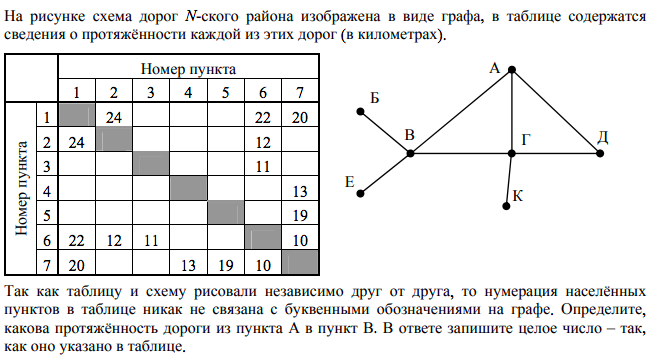 На рисунке схема дорог N-ского района изображена в виде графа, в таблице содержатся
сведения о протяжённости каждой из этих дорог (в километрах).
Номер пункта
1 2 3 4 5 6 7
Номер пункта
1 24 22 20
2 24 12
3 11
4 13
5 19
6 22 12 11 10
7 20 13 19 10
А
Б
В
Г
Д
Е
К
Так как таблицу и схему рисовали независимо друг от друга, то нумерация населённых
пунктов в таблице никак не связана с буквенными обозначениями на графе. Определите,
какова протяжённость дороги из пункта А в пункт В. В ответе запишите целое число – так,
как оно указано в таблице.